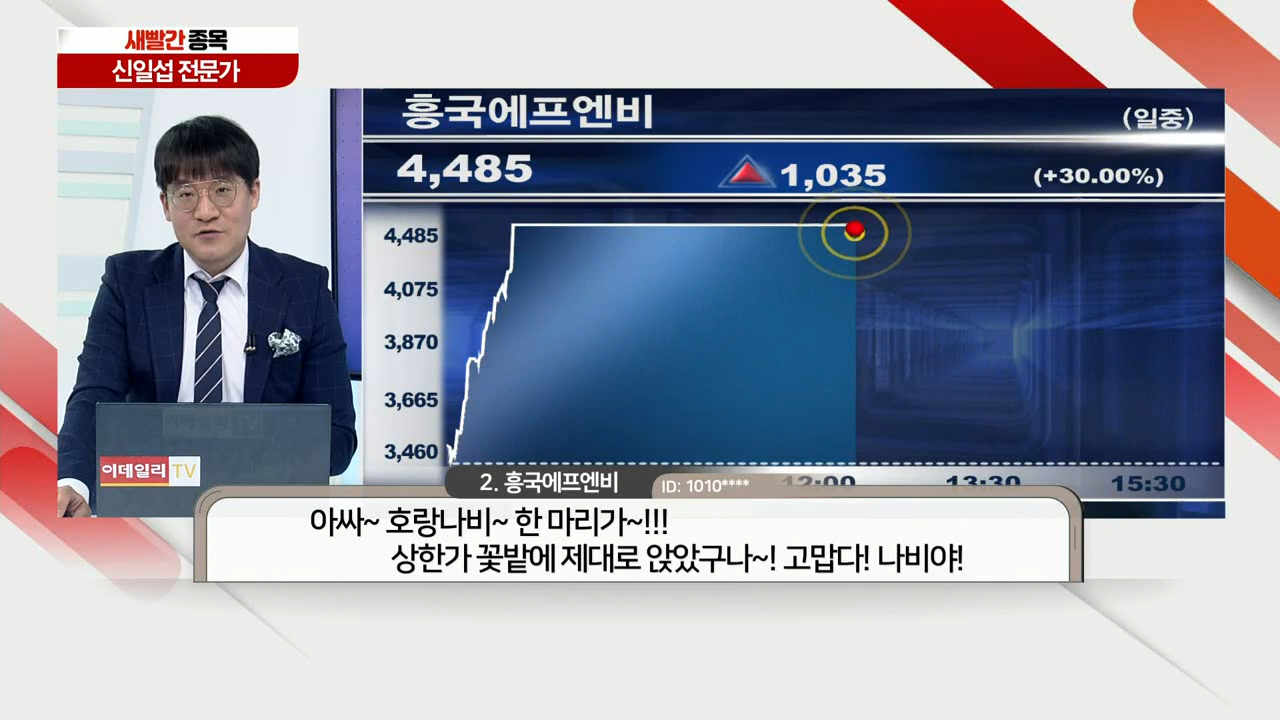 새빨간 종목
신일섭 전문가
흥국에프엔비
(일중)
4,485
1,035
(+30.00%)
4,485
4,075
3,870
3,665
3,460
12:00
13:30
15:30
이데일리 TV
2. 흥국에프엔비
ID: 1010****
아싸~ 호랑나비~ 한 마리가~!!!
상한가 꽃밭에 제대로 앉았구나~! 고맙다! 나비야!